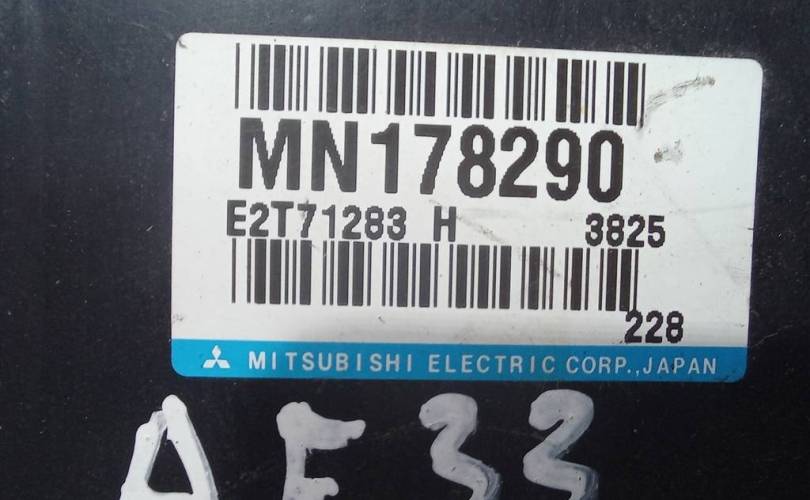 MN178290
E2T71283 H 3825
228
MITSUBISHI ELECTRIC CORP.,JAPAN
AF33